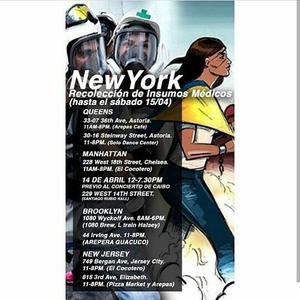 NewYork
Recolección de Insumos Médicos
(hasta el sábado 15/04)
QUEENS
33-07 36th Ave, Astoria.
11AM-8PM. (Arepas Cafe)
30-16 Steinway Street, Astoria.
11-8PM. (Solo Dance Center)
MANHATTAN
228 West 18th Street, Chelsea.
11AM-8PM. (El Cocotero)
14 DE ABRIL 12-7.30PM
PREVIO AL CONCIERTO DE CAIBO
229 WEST 14TH STREET.
(SANTIAGO RUBIO HALL)
BROOKLYN
1080 Wyckoff Ave. 8AM-6PM.
(1080 Brew, L train Halsey)
44 Irving Ave. 11-8PM.
(AREPERA GUACUCO)
NEW JERSEY
749 Bergan Ave, Jersey City.
11-8PM. (El Cocotero)
815 3rd Ave, Elizabeth.
11-8PM. (Pizza Market y Arepas)